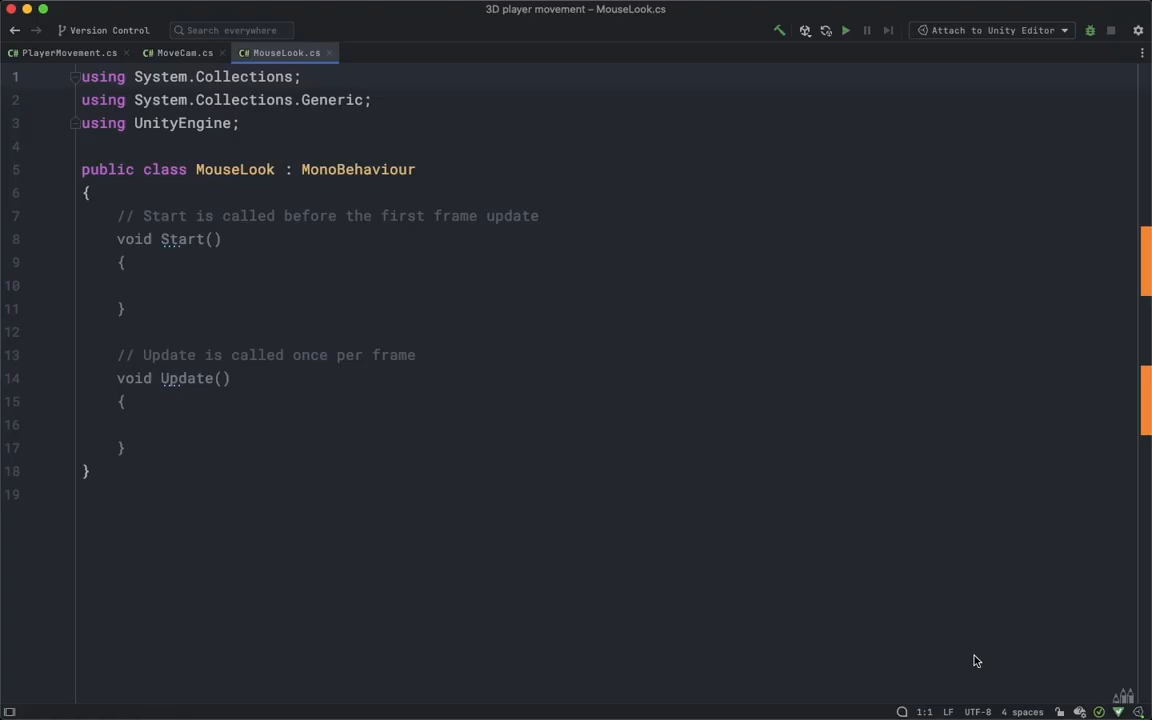 3D player movement – MouseLook.cs
Version Control
Search everywhere
Attach to Unity Editor
C# PlayerMovement.cs
C# MoveCam.cs
C# MouseLook.cs
1 using System.Collections;
2 using System.Collections.Generic;
3 using UnityEngine;
4
5 public class MouseLook : MonoBehaviour
6 {
7 // Start is called before the first frame update
8 void Start()
9 {
10
11 }
12
13 // Update is called once per frame
14 void Update()
15 {
16
17 }
18 }
19
1:1 LF UTF-8 4 spaces